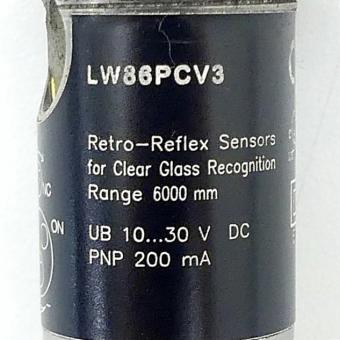 LW86PCV3
Retro-Reflex Sensors
for Clear Glass Recognition
Range 6000 mm
UB 10...30 V DC
PNP 200 mA
NC
ON